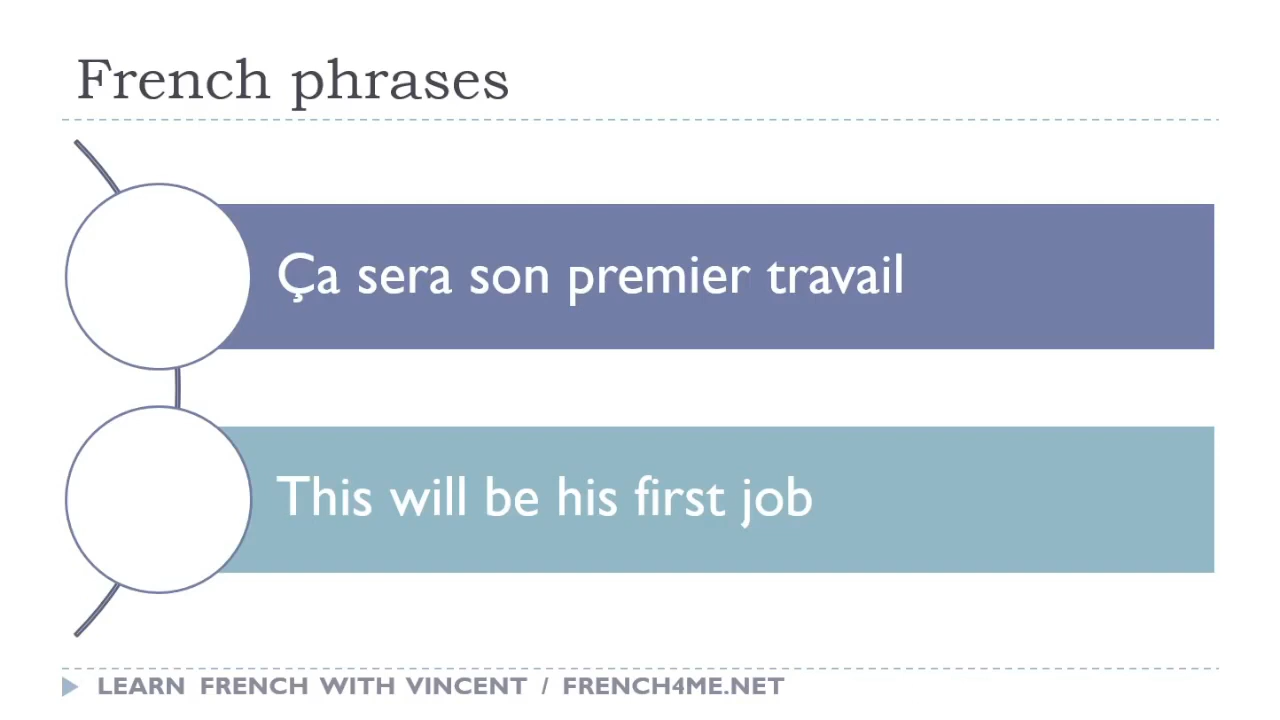 French phrases
Ça sera son premier travail
This will be his first job
LEARN FRENCH WITH VINCENT / FRENCH4ME.NET